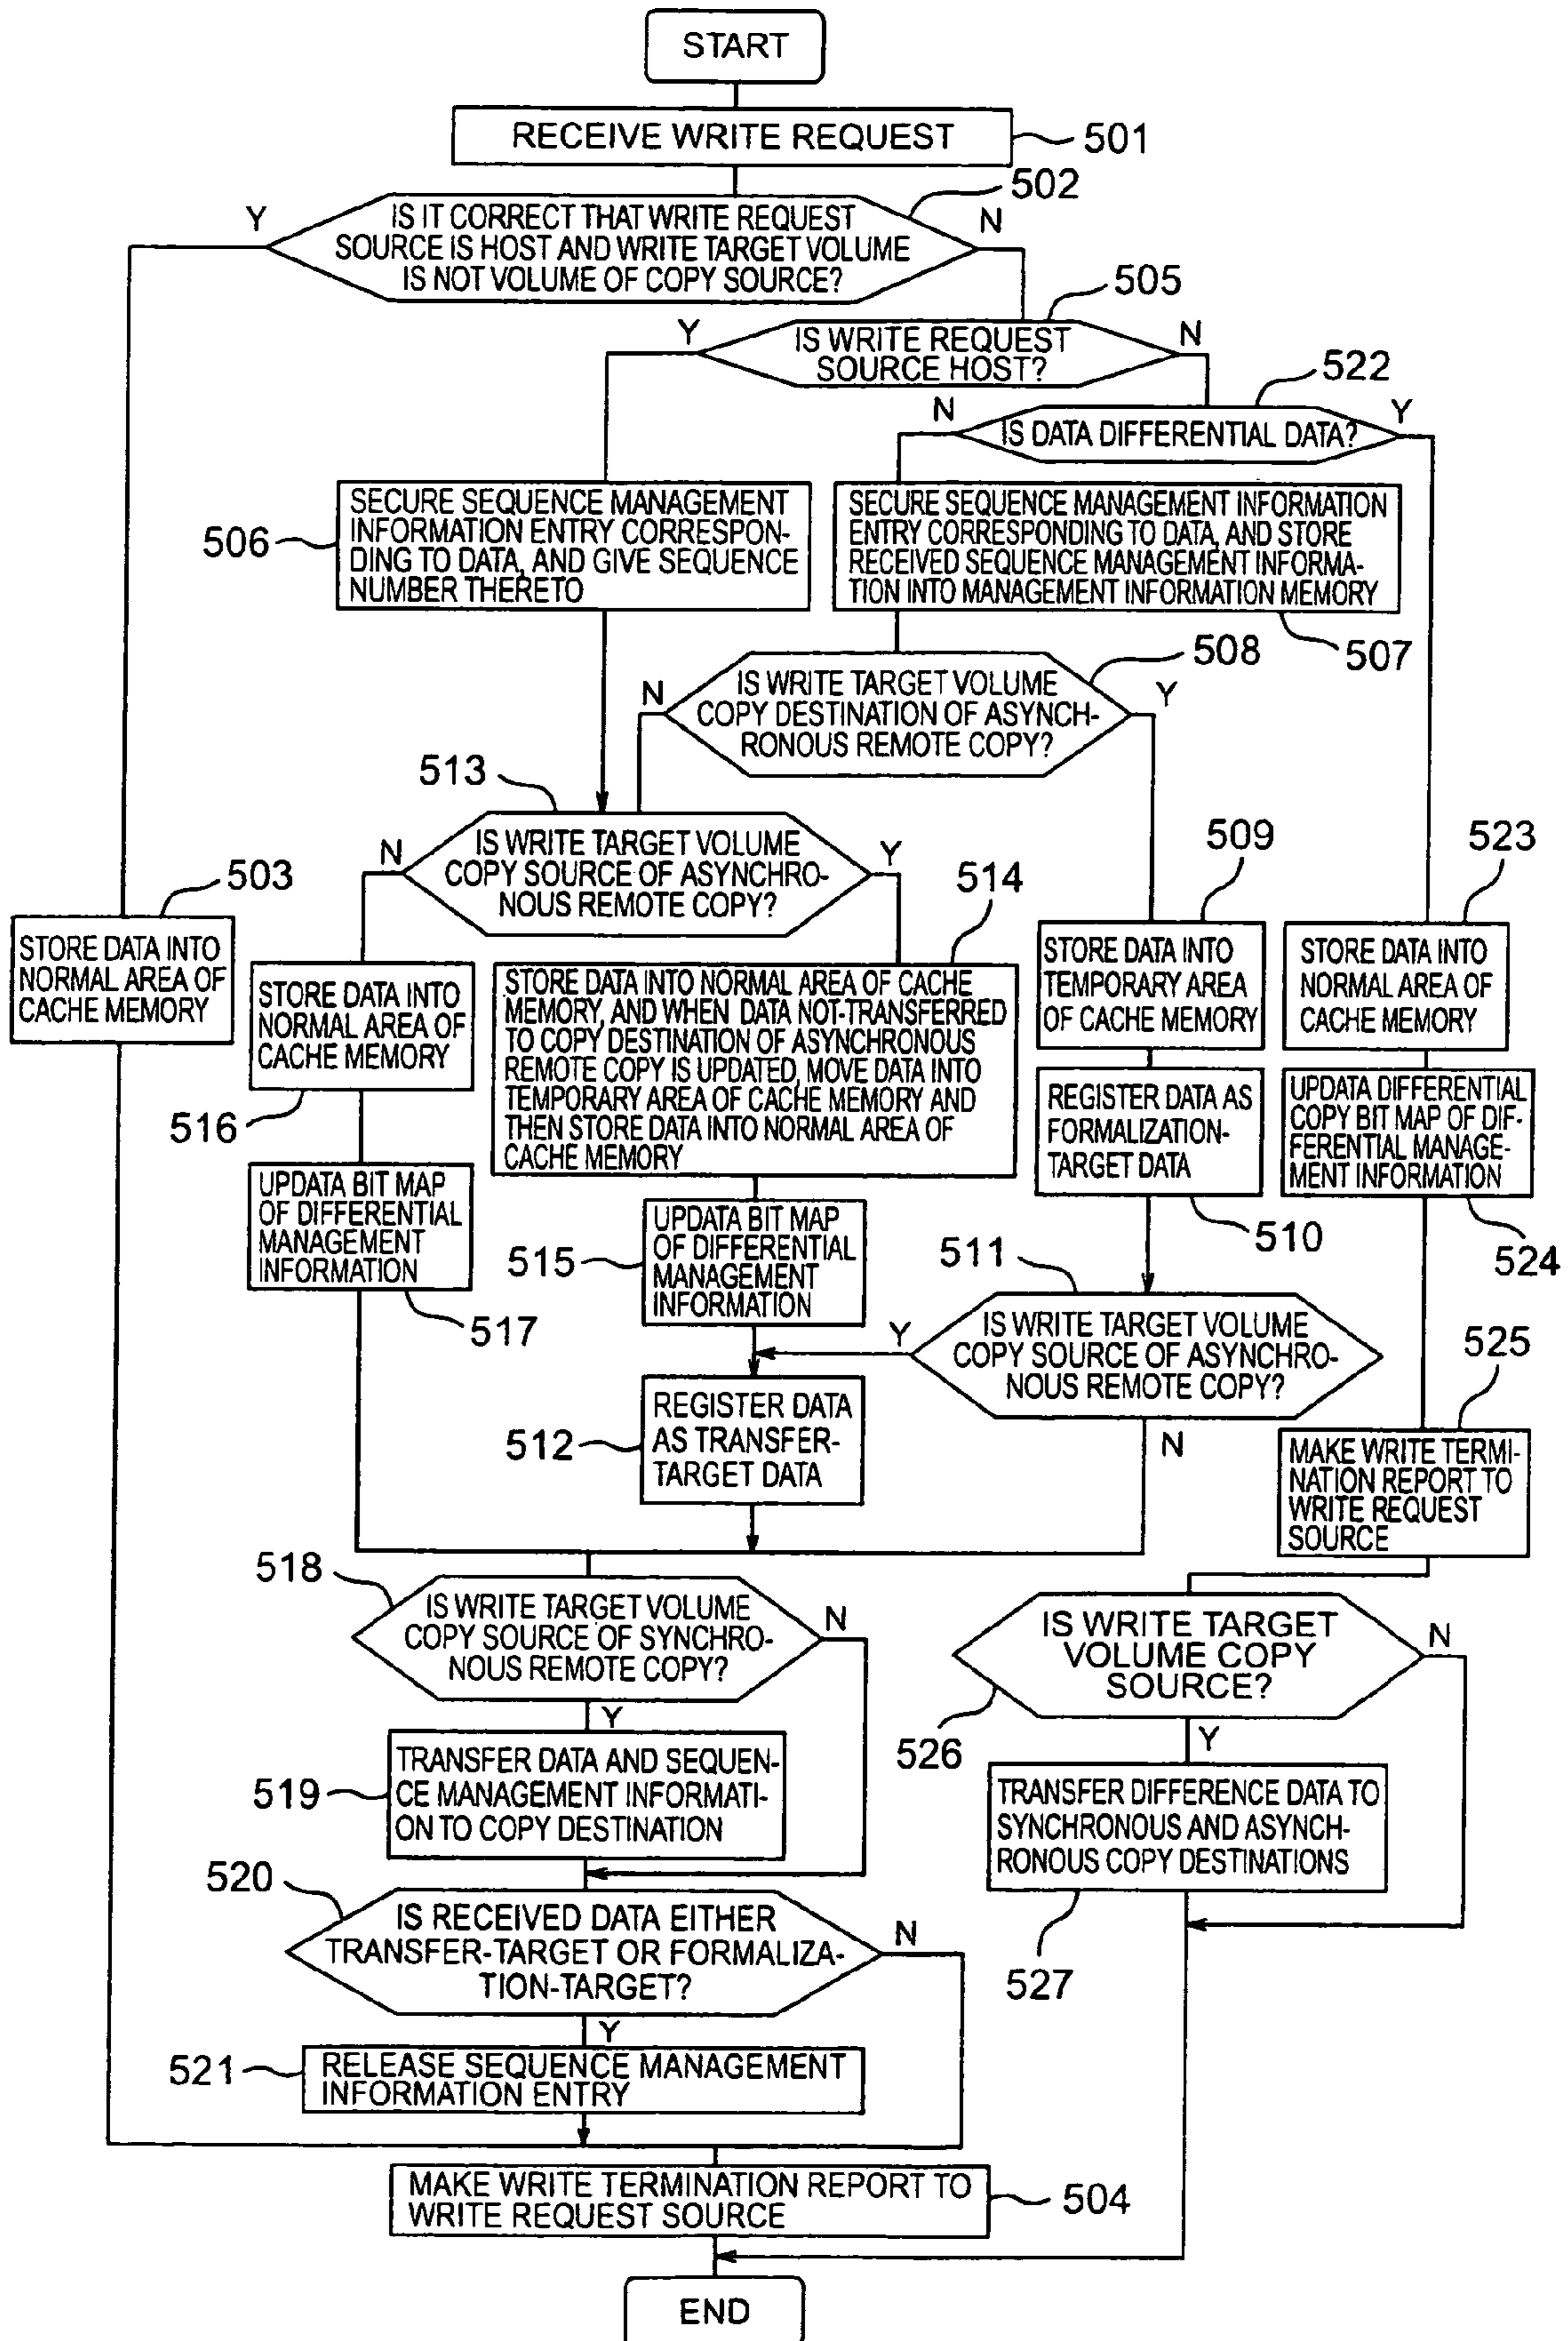 START
RECEIVE WRITE REQUEST
501
502
Y
IS IT CORRECT THAT WRITE REQUEST
SOURCE IS HOST AND WRITE TARGET VOLUME
IS NOT VOLUME OF COPY SOURCE?
N
505
Y
IS WRITE REQUEST
SOURCE HOST?
N
522
N
IS DATA DIFFERENTIAL DATA?
Y
506
SECURE SEQUENCE MANAGEMENT
INFORMATION ENTRY CORRESPON-
DING TO DATA, AND GIVE SEQUENCE
NUMBER THERETO
SECURE SEQUENCE MANAGEMENT INFORMATION
ENTRY CORRESPONDING TO DATA, AND STORE
RECEIVED SEQUENCE MANAGEMENT INFORMA-
TION INTO MANAGEMENT INFORMATION MEMORY
507
508
N
IS WRITE TARGET VOLUME
COPY DESTINATION OF ASYNCH-
RONOUS REMOTE COPY?
Y
513
N
IS WRITE TARGET VOLUME
COPY SOURCE OF ASYNCHRO-
NOUS REMOTE COPY?
Y
503
STORE DATA INTO
NORMAL AREA OF
CACHE MEMORY
STORE DATA INTO
NORMAL AREA OF
CACHE MEMORY
516
514
STORE DATA INTO NORMAL AREA OF CACHE
MEMORY, AND WHEN DATA NOT-TRANSFERRED
TO COPY DESTINATION OF ASYNCHRONOUS
REMOTE COPY IS UPDATED, MOVE DATA INTO
TEMPORARY AREA OF CACHE MEMORY AND
THEN STORE DATA INTO NORMAL AREA OF
CACHE MEMORY
509
STORE DATA INTO
TEMPORARY AREA
OF CACHE MEMORY
523
STORE DATA INTO
NORMAL AREA OF
CACHE MEMORY
REGISTER DATA AS
FORMALIZATION-
TARGET DATA
510
UPDATA DIFFERENTIAL
COPY BIT MAP OF DIF-
FERENTIAL MANAGE-
MENT INFORMATION
524
UPDATA BIT MAP
OF DIFFERENTIAL
MANAGEMENT
INFORMATION
517
515
UPDATA BIT MAP
OF DIFFERENTIAL
MANAGEMENT
INFORMATION
511
Y
IS WRITE TARGET VOLUME
COPY SOURCE OF ASYNCHRO-
NOUS REMOTE COPY?
N
512
REGISTER DATA
AS TRANSFER-
TARGET DATA
525
MAKE WRITE TERMI-
NATION REPORT TO
WRITE REQUEST
SOURCE
518
IS WRITE TARGET VOLUME
COPY SOURCE OF SYNCHRO-
NOUS REMOTE COPY?
N
Y
IS WRITE TARGET
VOLUME COPY
SOURCE?
N
526
Y
519
TRANSFER DATA AND SEQUEN-
CE MANAGEMENT INFORMATI-
ON TO COPY DESTINATION
TRANSFER DIFFERENCE DATA TO
SYNCHRONOUS AND ASYNCH-
RONOUS COPY DESTINATIONS
527
520
IS RECEIVED DATA EITHER
TRANSFER-TARGET OR FORMALIZA-
TION-TARGET?
N
Y
521
RELEASE SEQUENCE MANAGEMENT
INFORMATION ENTRY
MAKE WRITE TERMINATION REPORT TO
WRITE REQUEST SOURCE
504
END